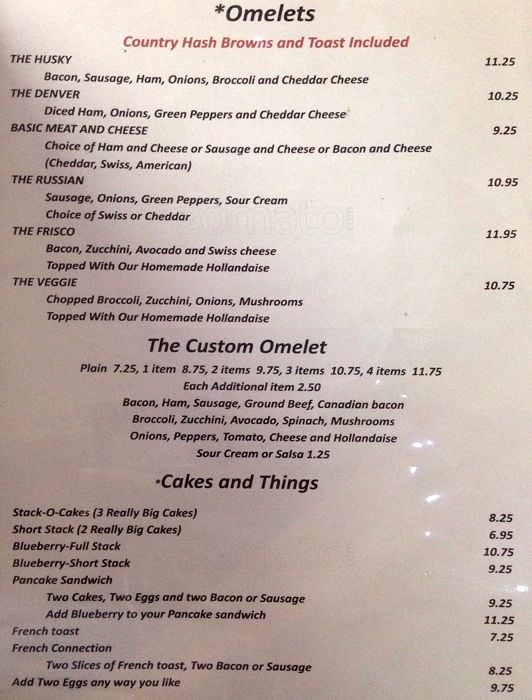 *Omelets
Country Hash Browns and Toast Included
THE HUSKY 11.25
Bacon, Sausage, Ham, Onions, Broccoli and Cheddar Cheese
THE DENVER 10.25
Diced Ham, Onions, Green Peppers and Cheddar Cheese
BASIC MEAT AND CHEESE 9.25
Choice of Ham and Cheese or Sausage and Cheese or Bacon and Cheese
(Cheddar, Swiss, American)
THE RUSSIAN 10.95
Sausage, Onions, Green Peppers, Sour Cream
Choice of Swiss or Cheddar
zomato.com
THE FRISCO 11.95
Bacon, Zucchini, Avocado and Swiss cheese
Topped With Our Homemade Hollandaise
THE VEGGIE 10.75
Chopped Broccoli, Zucchini, Onions, Mushrooms
Topped With Our Homemade Hollandaise
The Custom Omelet
Plain 7.25, 1 item 8.75, 2 items 9.75, 3 items 10.75, 4 items 11.75
Each Additional item 2.50
Bacon, Ham, Sausage, Ground Beef, Canadian bacon
Broccoli, Zucchini, Avocado, Spinach, Mushrooms
Onions, Peppers, Tomato, Cheese and Hollandaise
Sour Cream or Salsa 1.25
*Cakes and Things
Stack-O-Cakes (3 Really Big Cakes) 8.25
Short Stack (2 Really Big Cakes) 6.95
Blueberry-Full Stack 10.75
Blueberry-Short Stack 9.25
zomato.com
Pancake Sandwich
Two Cakes, Two Eggs and two Bacon or Sausage 9.25
Add Blueberry to your Pancake sandwich 11.25
French toast 7.25
French Connection
Two Slices of French toast, Two Bacon or Sausage 8.25
Add Two Eggs any way you like 9.75